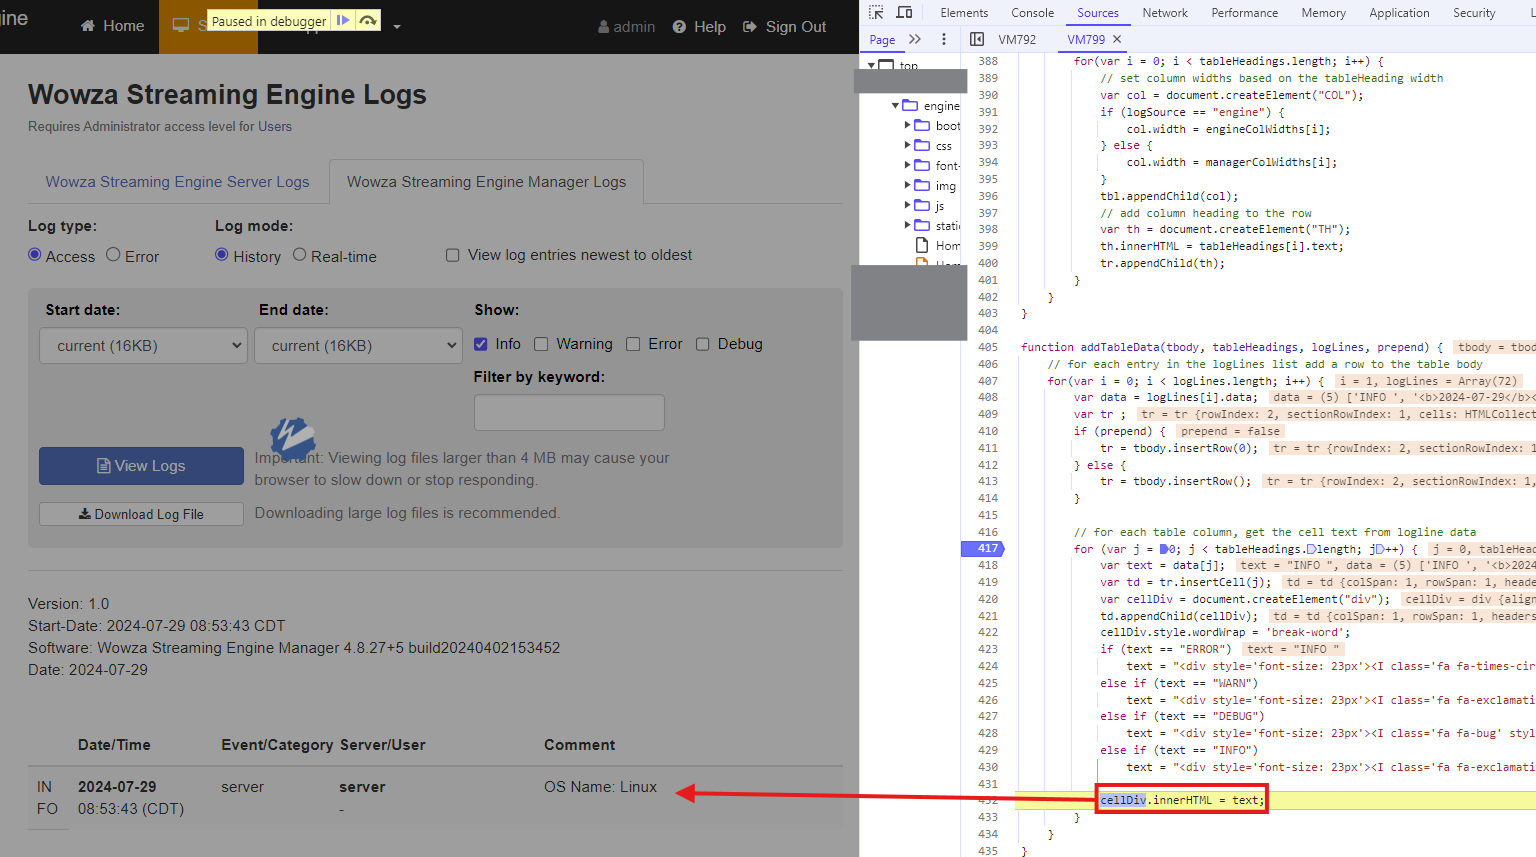 ine
Home
S
Paused in debugger
admin
Help
Sign Out
Wowza Streaming Engine Logs
Requires Administrator access level for Users
Wowza Streaming Engine Server Logs
Wowza Streaming Engine Manager Logs
Log type:
Log mode:
Access
Error
History
Real-time
View log entries newest to oldest
Start date:
End date:
Show:
current (16KB)
current (16KB)
Info
Warning
Error
Debug
Filter by keyword:
View Logs
Important: Viewing log files larger than 4 MB may cause your
browser to slow down or stop responding.
Download Log File
Downloading large log files is recommended.
Version: 1.0
Start-Date: 2024-07-29 08:53:43 CDT
Software: Wowza Streaming Engine Manager 4.8.27+5 build20240402153452
Date: 2024-07-29
Date/Time
Event/Category
Server/User
Comment
IN
FO
2024-07-29
08:53:43 (CDT)
server
server
-
OS Name: Linux
Elements
Console
Sources
Network
Performance
Memory
Application
Security
L
Page
VM792
VM799
top
engine
boot
css
font-
img
js
static
Hom
388 for(var i = 0; i < tableHeadings.length; i++) {
389 // set column widths based on the tableHeading width
390 var col = document.createElement("COL");
391 if (logSource == "engine") {
392 col.width = engineColWidths[i];
393 } else {
394 col.width = managerColWidths[i];
395 }
396 tbl.appendChild(col);
397 // add column heading to the row
398 var th = document.createElement("TH");
399 th.innerHTML = tableHeadings[i].text;
400 tr.appendChild(th);
401 }
402 }
403 }
404
405 function addTableData(tbody, tableHeadings, logLines, prepend) { tbody = tbod
406 // for each entry in the logLines list add a row to the table body
407 for(var i = 0; i < logLines.length; i++) { i = 1, logLines = Array(72)
408 var data = logLines[i].data; data = (5) ['INFO ', '<b>2024-07-29</b><
409 var tr ; tr = tr {rowIndex: 2, sectionRowIndex: 1, cells: HTMLCollect
410 if (prepend) { prepend = false
411 tr = tbody.insertRow(0); tr = tr {rowIndex: 2, sectionRowIndex: 1
412 } else {
413 tr = tbody.insertRow(); tr = tr {rowIndex: 2, sectionRowIndex: 1,
414 }
415
416 // for each table column, get the cell text from logline data
417 for (var j = 0; j < tableHeadings.length; j++) { j = 0, tableHead
418 var text = data[j]; text = "INFO ", data = (5) ['INFO ', '<b>2024
419 var td = tr.insertCell(j); td = td {colSpan: 1, rowSpan: 1, heade
420 var cellDiv = document.createElement("div"); cellDiv = div {align
421 td.appendChild(cellDiv); td = td {colSpan: 1, rowSpan: 1, headers
422 cellDiv.style.wordWrap = 'break-word';
423 if (text == "ERROR") text = "INFO "
424 text = "<div style='font-size: 23px'><I class='fa fa-times-cir
425 else if (text == "WARN")
426 text = "<div style='font-size: 23px'><I class='fa fa-exclamati
427 else if (text == "DEBUG")
428 text = "<div style='font-size: 23px'><I class='fa fa-bug' styl
429 else if (text == "INFO")
430 text = "<div style='font-size: 23px'><I class='fa fa-exclamati
431
432 cellDiv.innerHTML = text;
433 }
434 }
435 }